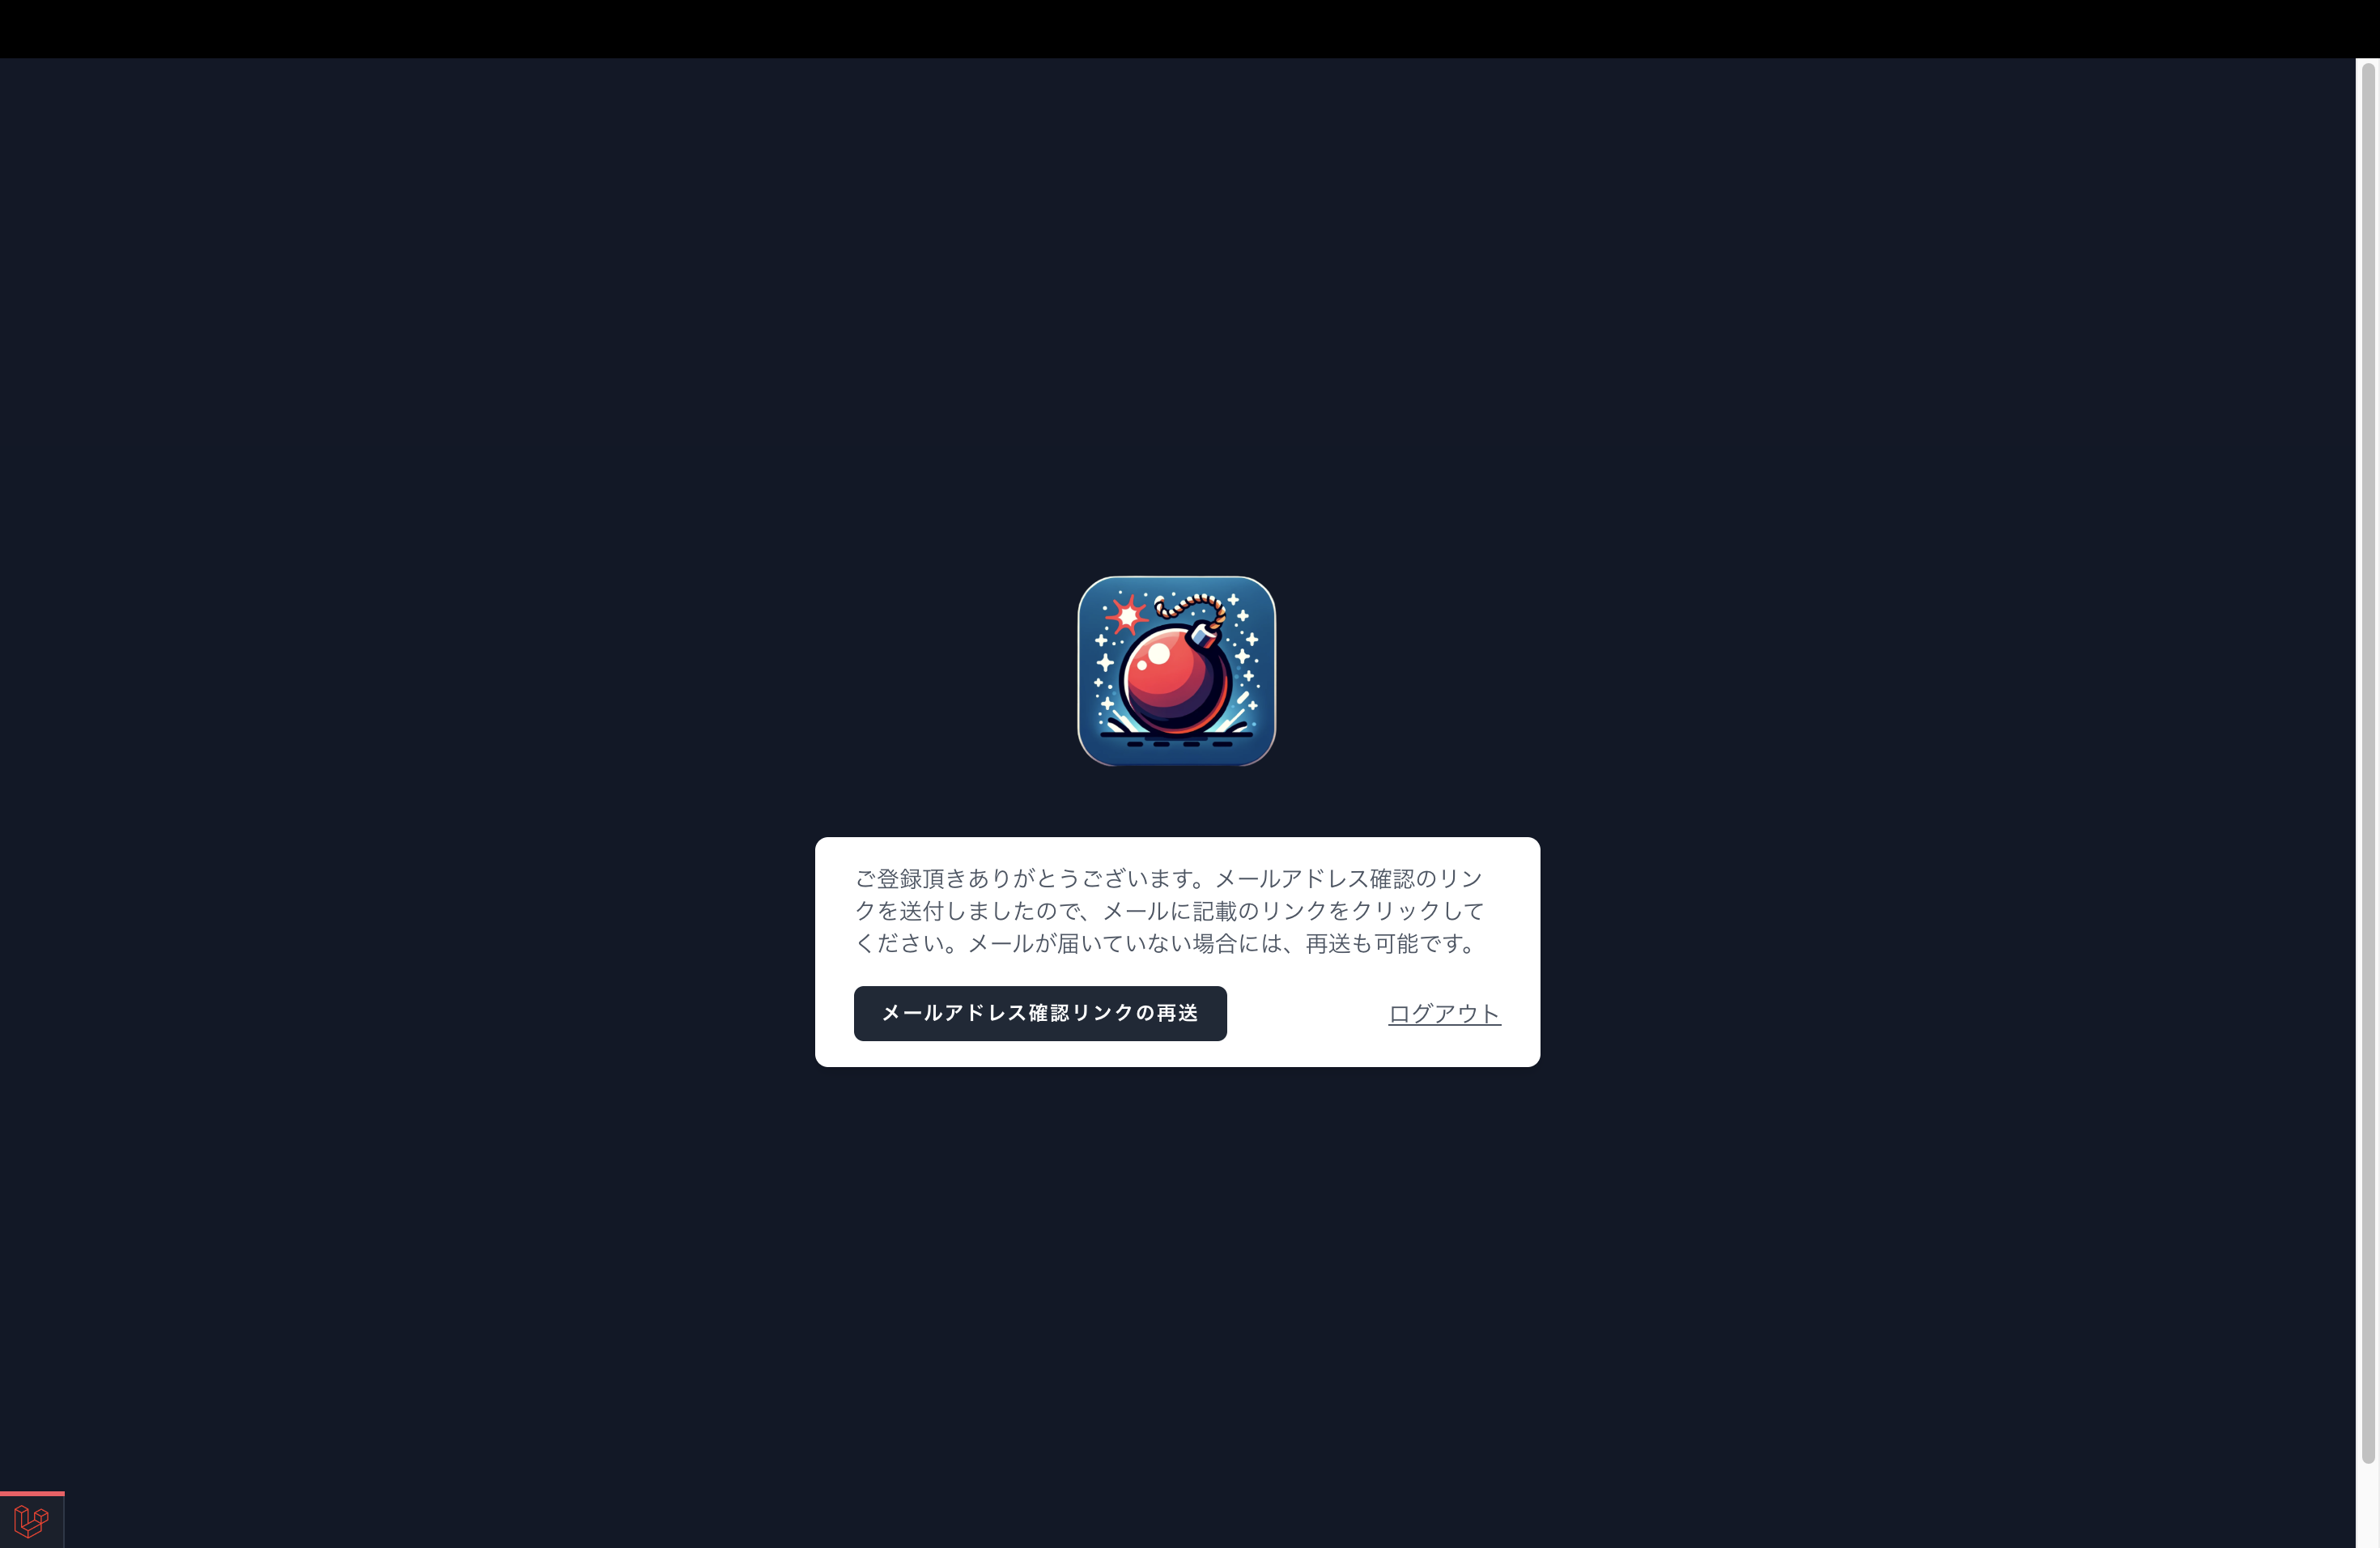 ご登録頂きありがとうございます。メールアドレス確認のリン
クを送付しましたので、メールに記載のリンクをクリックして
ください。メールが届いていない場合には、再送も可能です。
メールアドレス確認リンクの再送
ログアウト